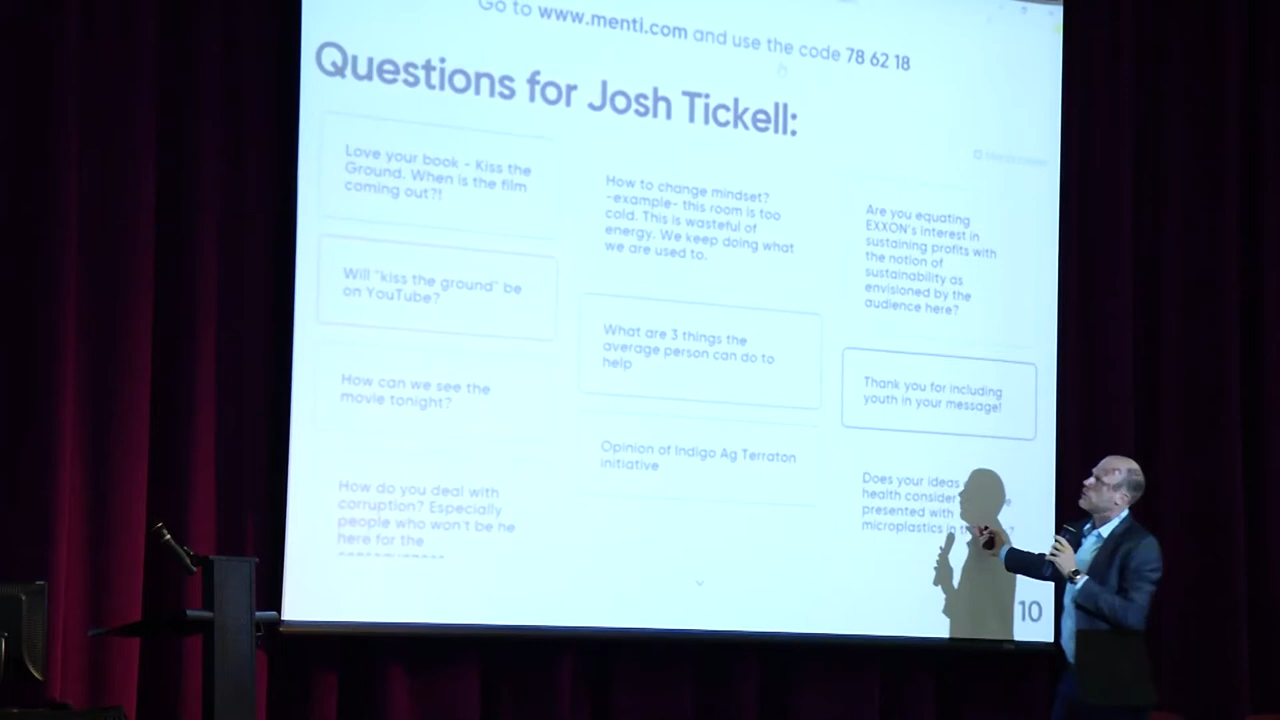 Go to www.menti.com and use the code 78 62 18
Questions for Josh Tickell:
Love your book - Kiss the
Ground. When is the film
coming out?!
Will "kiss the ground" be
on YouTube?
How can we see the
movie tonight?
How do you deal with
corruption? Especially
people who won't be he
here for the
How to change mindset?
-example- this room is too
cold. This is wasteful of
energy. We keep doing what
we are used to.
What are 3 things the
average person can do to
help
Opinion of Indigo Ag Terraton
initiative
Are you equating
EXXON's interest in
sustaining profits with
the notion of
sustainability as
envisioned by the
audience here?
Thank you for including
youth in your message!
Does your ideas
health consider
presented with
microplastics in
10